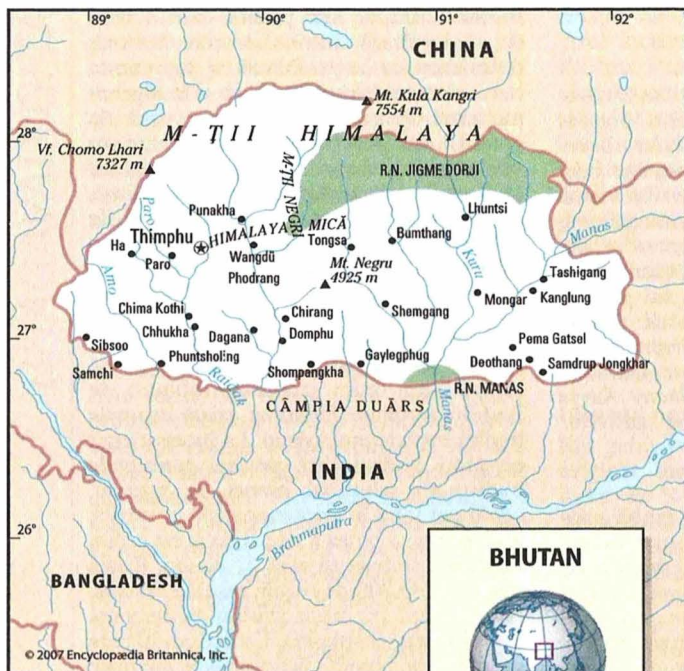 89°
90°
91°
92°
CHINA
Mt. Kula Kangri
7554 m
28°
M-ŢII HIMALAYA
Vf. Chomo Lhari
7327 m
M-ŢII NEGRI
R.N. JIGME DORJI
Paro
Punakha
Lhuntsi
Thimphu
HIMALAYA MICĂ
Tongsa
Bumthang
Manas
Ha
Paro
Wangdü
Phodrang
Mt. Negru
4925 m
Kuru
Tashigang
Amo
Mongar
Kanglung
Chima Kothi
Chirang
Shemgang
27°
Chhukha
Dagana
Domphu
Pema Gatsel
Sibsoo
Phuntsholing
Gaylegphug
Deothang
Samdrup Jongkhar
Samchi
Raidak
Shompangkha
R.N. MANAS
CÂMPIA DUĂRS
Manas
INDIA
26°
Brahmaputra
BHUTAN
BANGLADESH
© 2007 Encyclopædia Britannica, Inc.